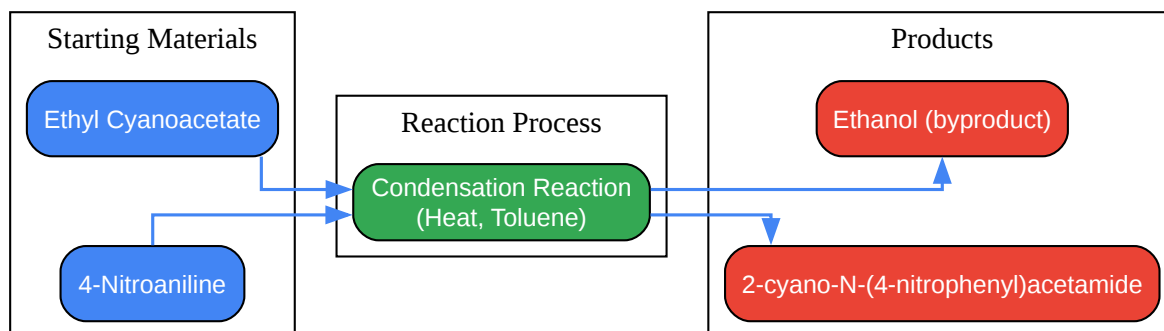 Starting Materials
Ethyl Cyanoacetate
4-Nitroaniline
Reaction Process
Condensation Reaction
(Heat, Toluene)
Products
Ethanol (byproduct)
2-cyano-N-(4-nitrophenyl)acetamide